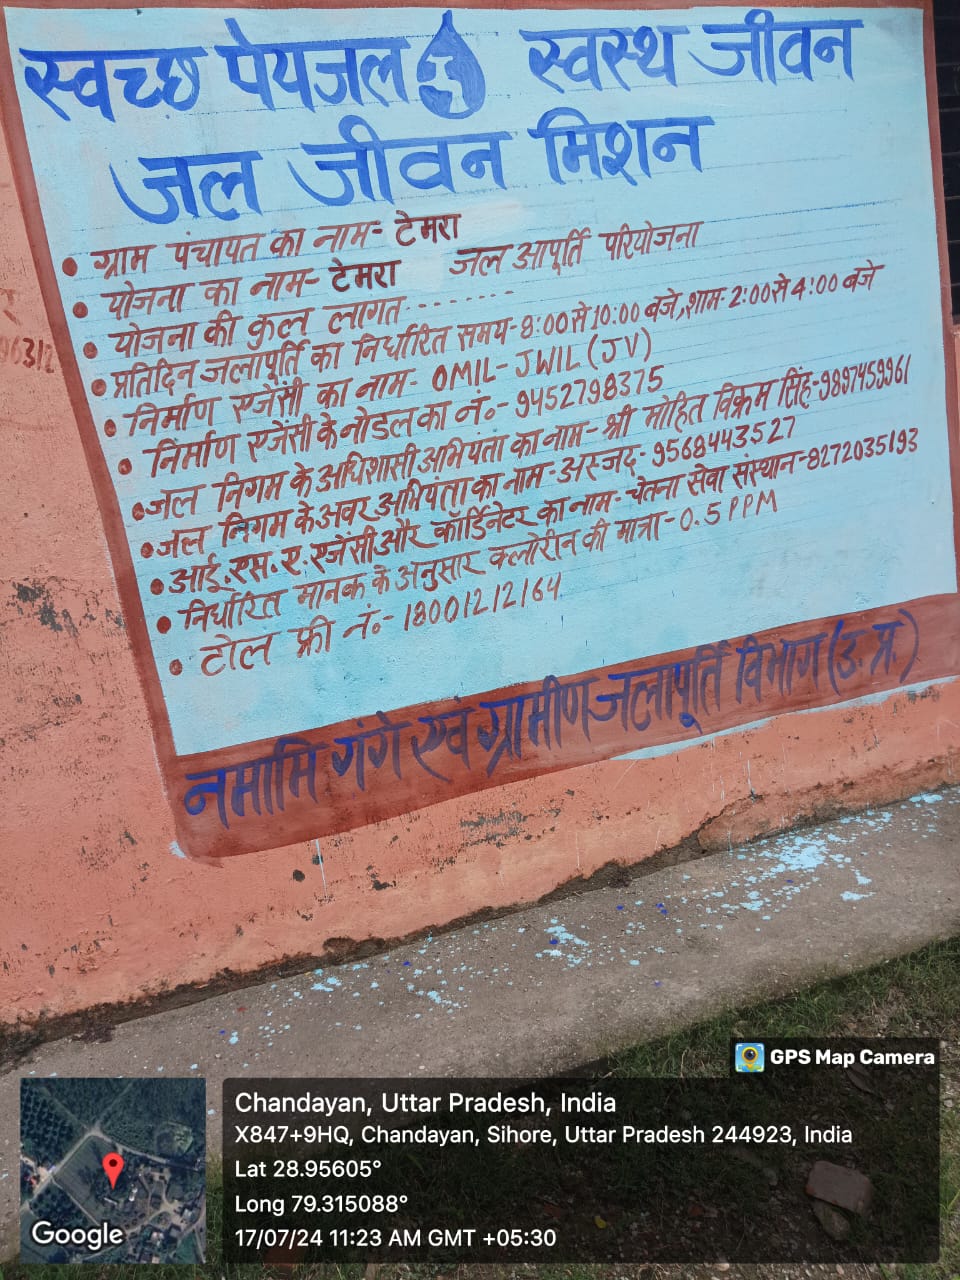 स्वच्छ पेयजल स्वस्थ जीवन
जल जीवन मिशन
• ग्राम पंचायत का नाम- टेमरा
• योजना का नाम- टेमरा जल आपूर्ति परियोजना
• योजना की कुल लागत.......
• प्रतिदिन जलापूर्ति का निर्धारित समय- 8:00 से 10:00 बजे, शाम- 2:00 से 4:00 बजे
• निर्माण एजेंसी का नाम- OMIL-JWIL (JV)
• निर्माण एजेंसी के नोडल का नं०- 9452798375
• जल निगम के अधिशासी अभियंता का नाम- श्री मोहित विक्रम सिंह-9897459961
• जल निगम के अवर अभियंता का नाम- अस्जद- 9568443527
• आई.एस.ए. एजेंसी और कॉर्डिनेटर का नाम- चेतना सेवा संस्थान-8272035193
• निर्धारित मानक के अनुसार क्लोरीन की मात्रा- 0.5 PPM
• टोल फ्री नं०- 18001212164
नमामि गंगे एवं ग्रामीण जलापूर्ति विभाग (उ.प्र.)
GPS Map Camera
Chandayan, Uttar Pradesh, India
X847+9HQ, Chandayan, Sihore, Uttar Pradesh 244923, India
Lat 28.95605°
Long 79.315088°
17/07/24 11:23 AM GMT +05:30
Google